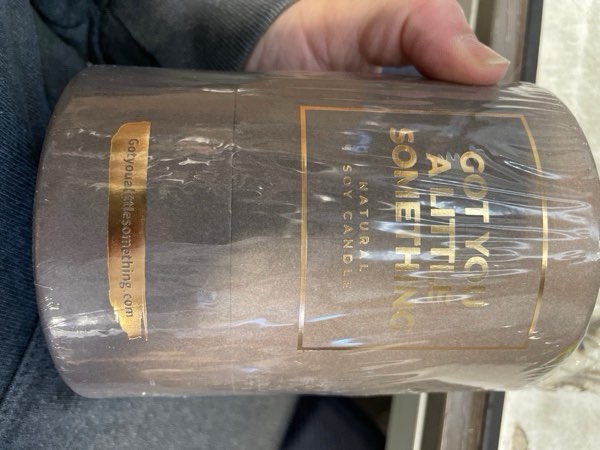 GOT YOU
A LITTLE
SOMETHING
NATURAL
SOY CANDLE
Gotyoualittlesomething.com